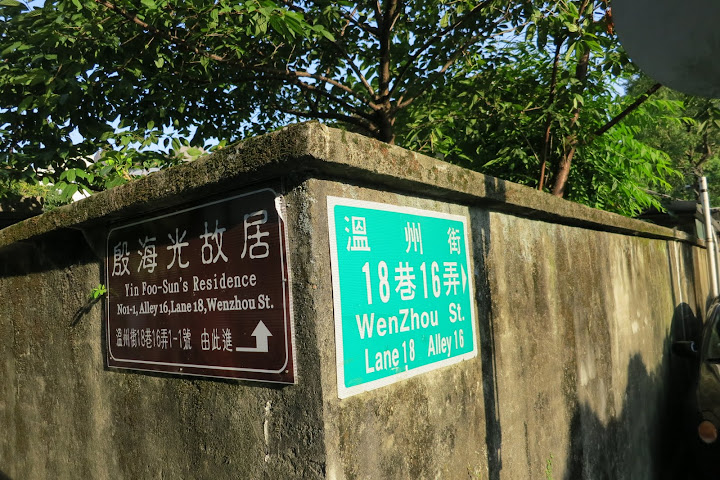 殷海光故居
Yin Foo-Sun's Residence
No1-1, Alley 16, Lane 18, Wenzhou St.
溫州街18巷16弄1-1號 由此進
溫州街
18巷16弄
WenZhou St.
Lane 18 Alley 16